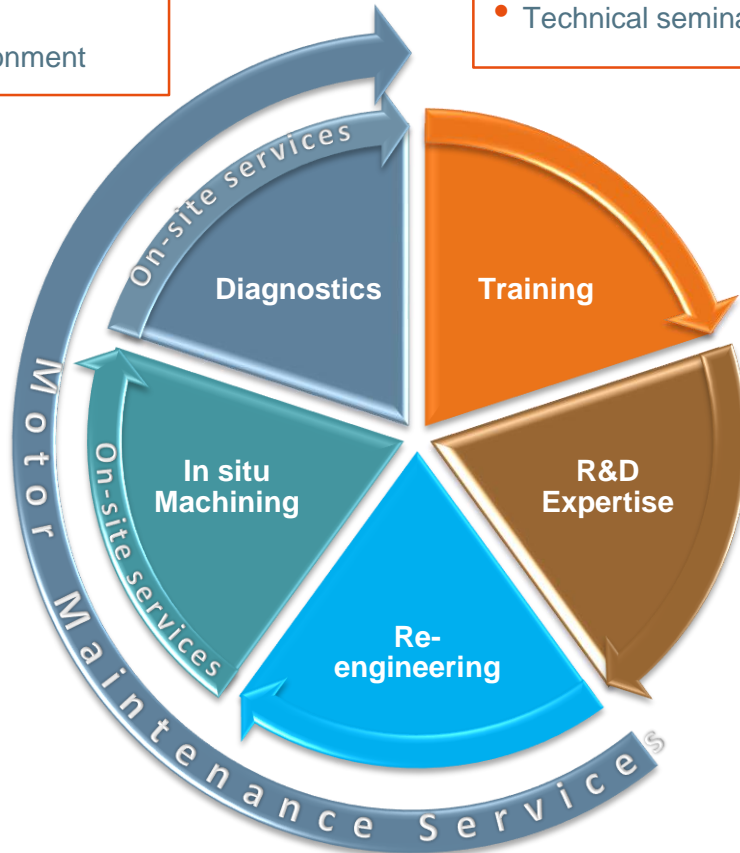 onment
• Technical semina
On-site services
Diagnostics
Training
In situ
Machining
On-site services
R&D
Expertise
Re-
engineering
Motor Maintenance Services